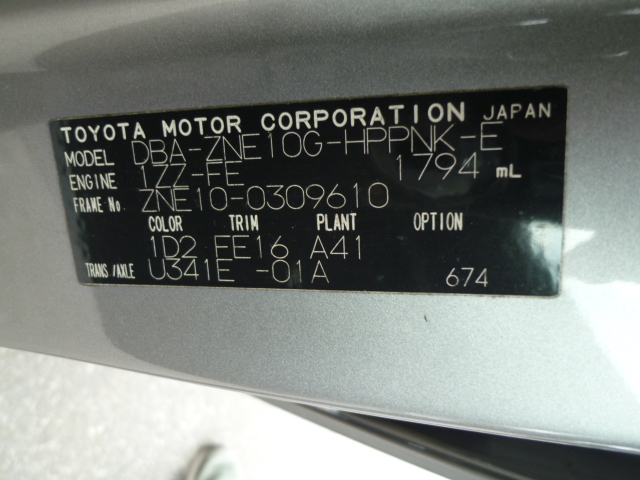 TOYOTA MOTOR CORPORATION JAPAN
MODEL DBA-ZNE10G-HPPNK-E
ENGINE 1ZZ-FE 1794 mL
FRAME No. ZNE10-0309610
COLOR TRIM PLANT OPTION
1D2 FE16 A41
TRANS/AXLE U341E -01A 674